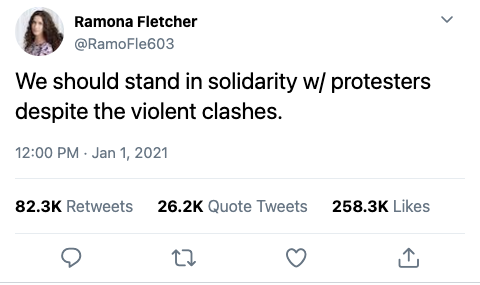 Ramona Fletcher
@RamoFle603
We should stand in solidarity w/ protesters
despite the violent clashes.
12:00 PM · Jan 1, 2021
82.3K Retweets 26.2K Quote Tweets 258.3K Likes